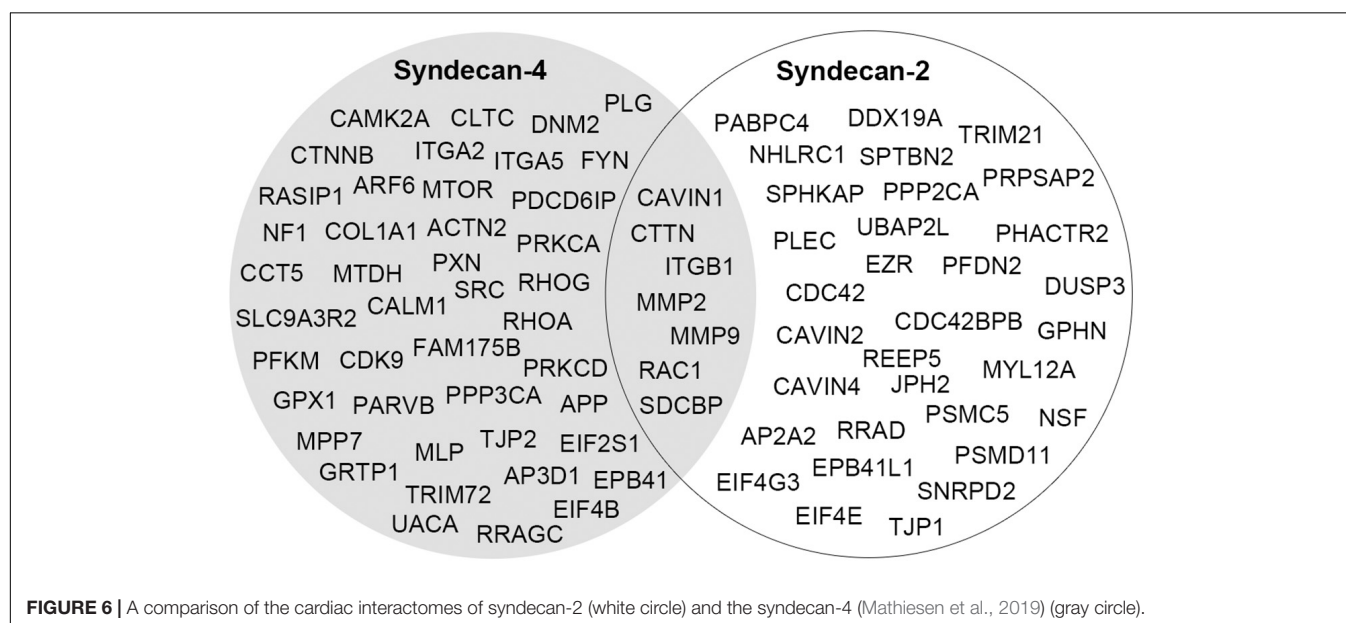 Syndecan-4
PLG
CAMK2A CLTC DNM2
CTNNB ITGA2 ITGA5 FYN
RASIP1 ARF6 MTOR PDCD6IP
NF1 COL1A1 ACTN2 PRKCA
CCT5 MTDH PXN SRC RHOG
SLC9A3R2 CALM1 RHOA
PFKM CDK9 FAM175B PRKCD
GPX1 PARVB PPP3CA APP
MPP7 MLP TJP2 EIF2S1
GRTP1 TRIM72 AP3D1 EPB41
UACA RRAGC EIF4B
CAVIN1
CTTN
ITGB1
MMP2
MMP9
RAC1
SDCBP
Syndecan-2
PABPC4 DDX19A TRIM21
NHLRC1 SPTBN2
SPHKAP PPP2CA PRPSAP2
PLEC UBAP2L PHACTR2
EZR PFDN2
CDC42 DUSP3
CAVIN2 CDC42BPB GPHN
REEP5 MYL12A
CAVIN4 JPH2
PSMC5 NSF
AP2A2 RRAD PSMD11
EIF4G3 EPB41L1 SNRPD2
EIF4E TJP1
FIGURE 6 | A comparison of the cardiac interactomes of syndecan-2 (white circle) and the syndecan-4 (Mathiesen et al., 2019) (gray circle).